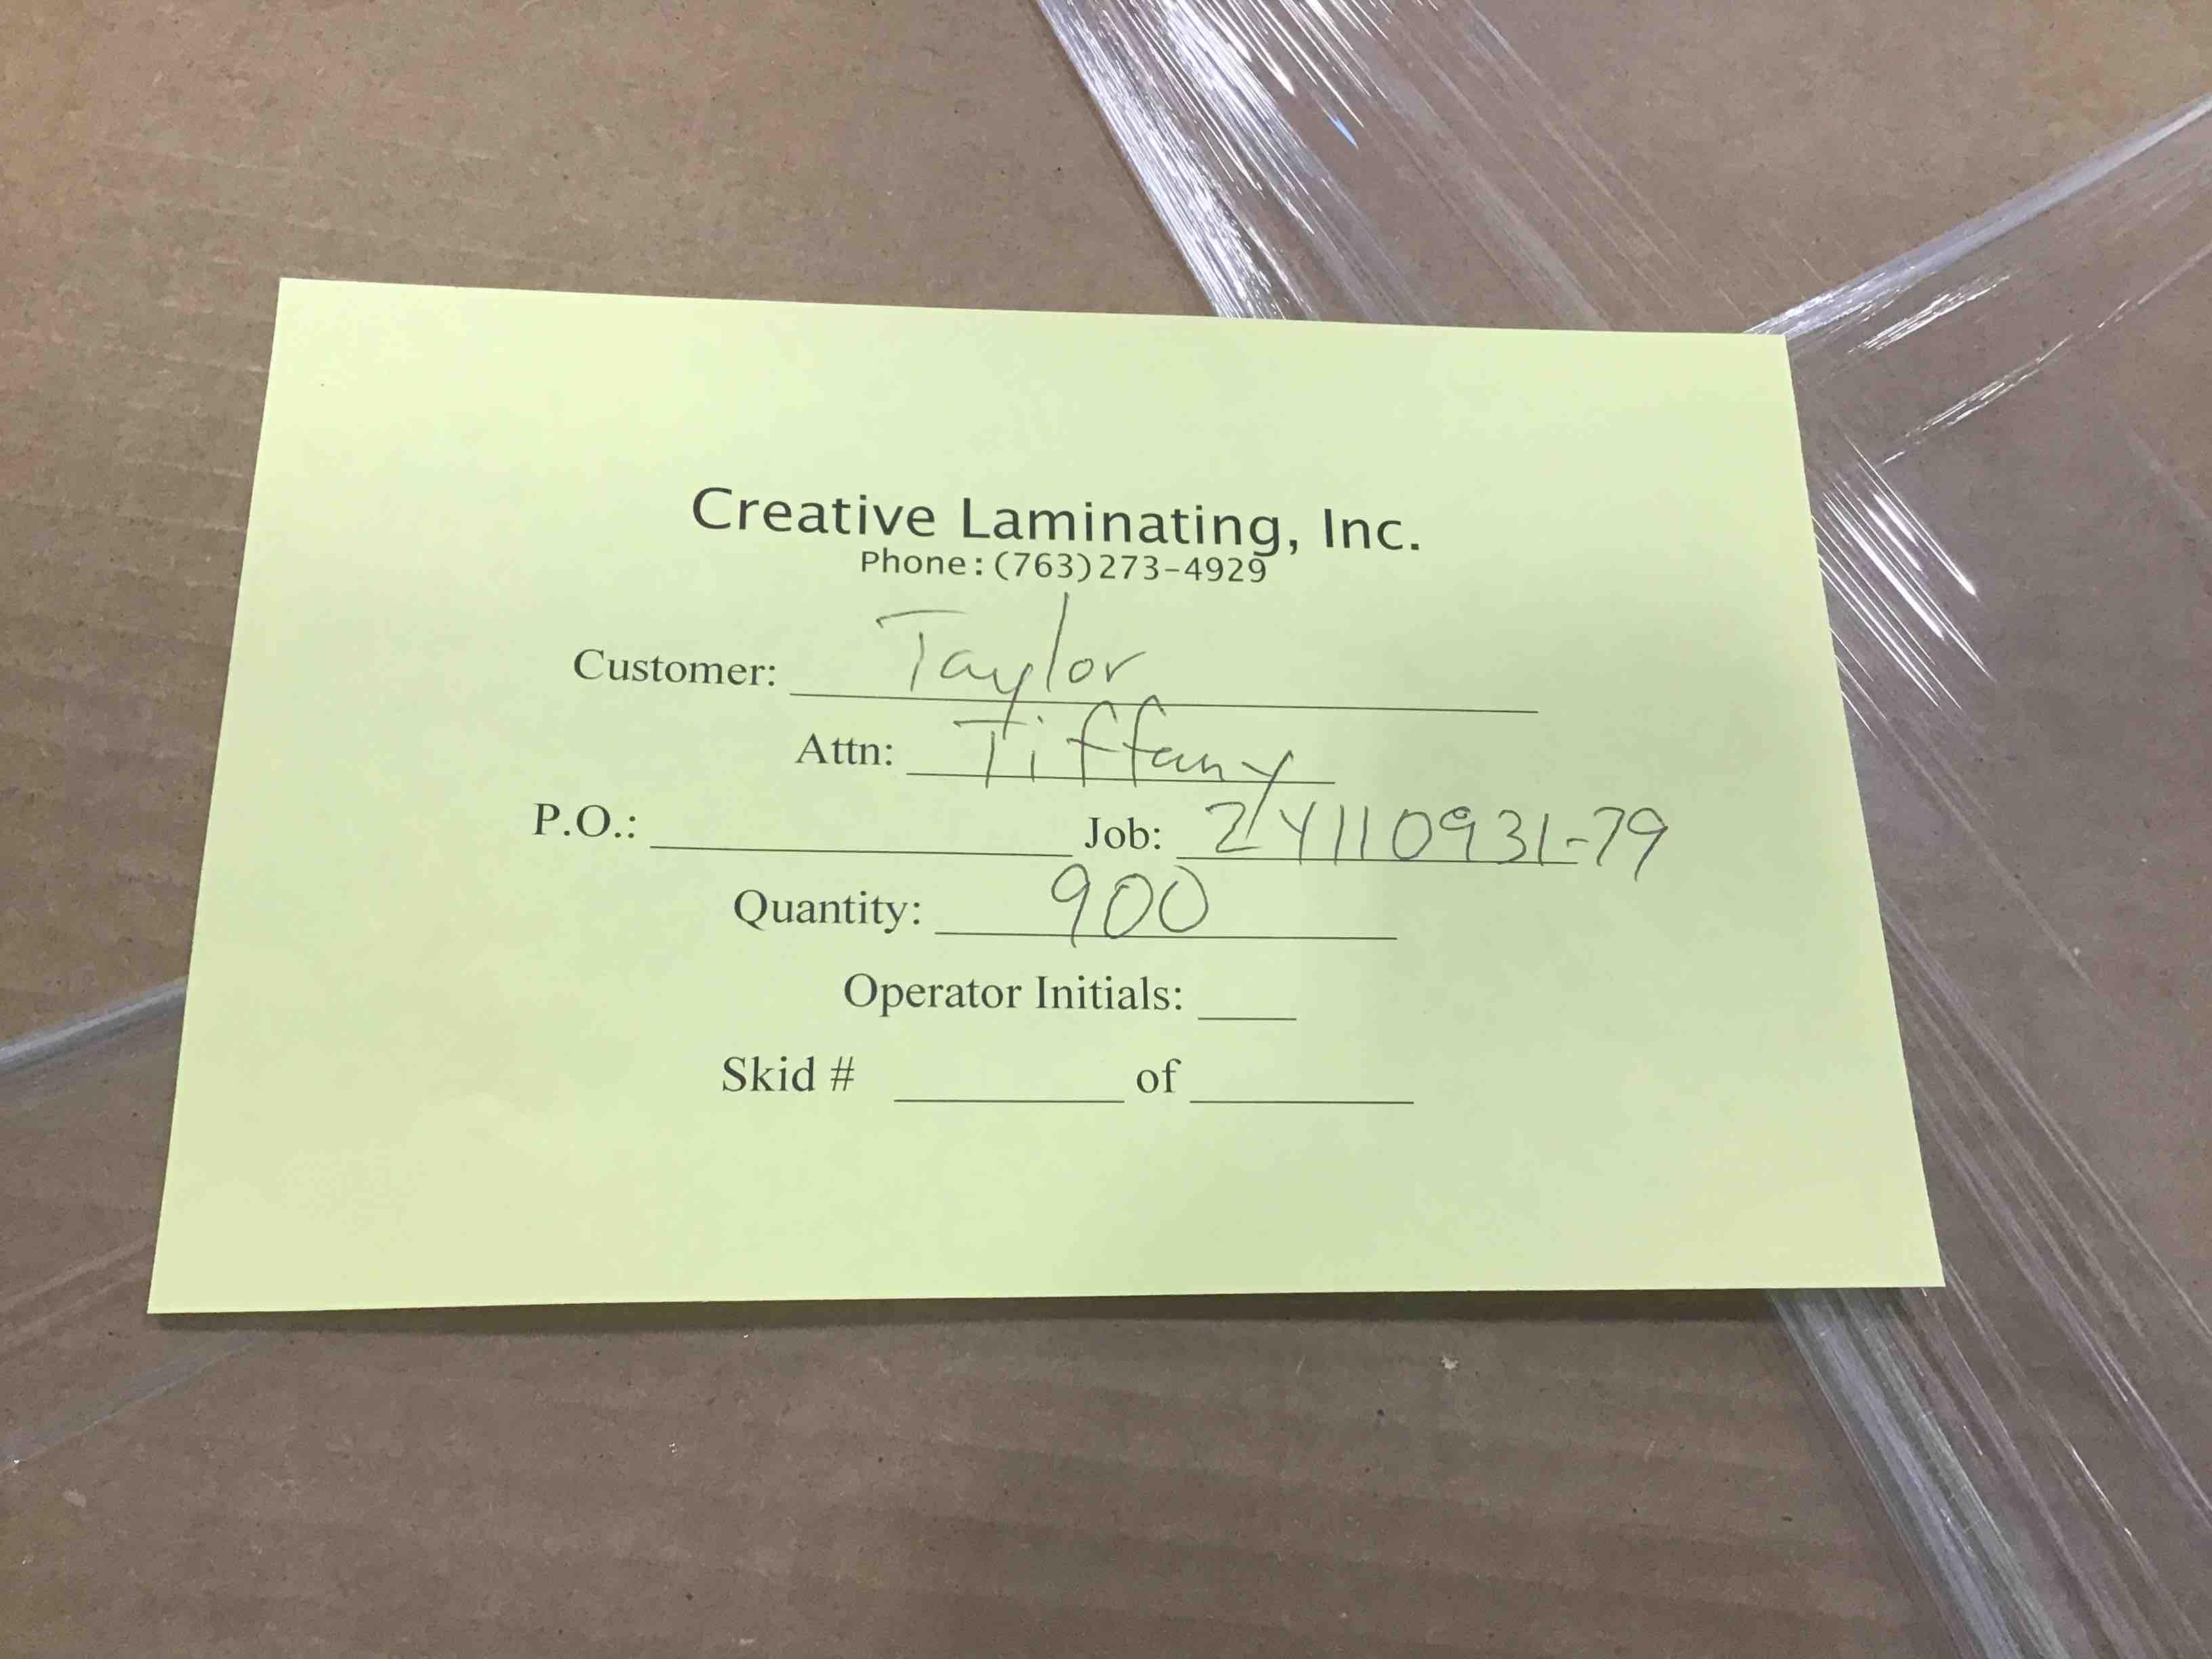 Creative Laminating, Inc.
Phone: (763)273-4929
Customer: Taylor
Attn: Tiffany
P.O.: Job: 24110931-79
Quantity: 900
Operator Initials:
Skid # of